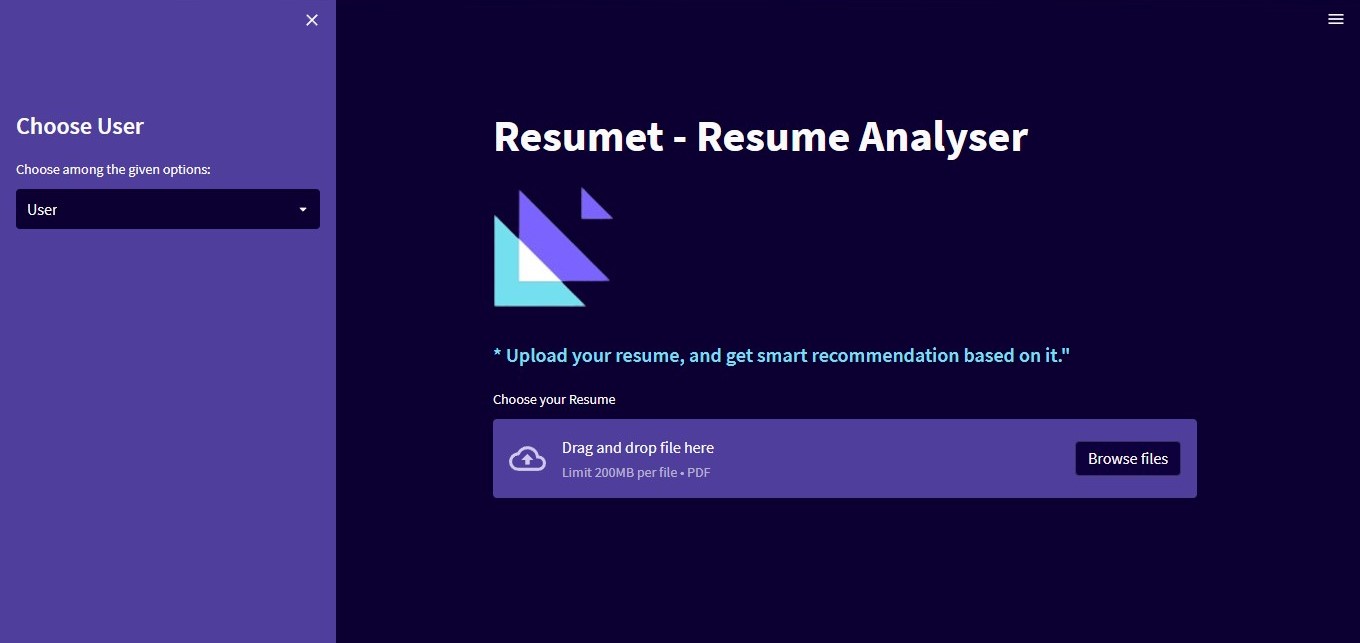 Choose User
Choose among the given options:
User
Resumet - Resume Analyser
* Upload your resume, and get smart recommendation based on it."
Choose your Resume
Drag and drop file here
Limit 200MB per file • PDF
Browse files